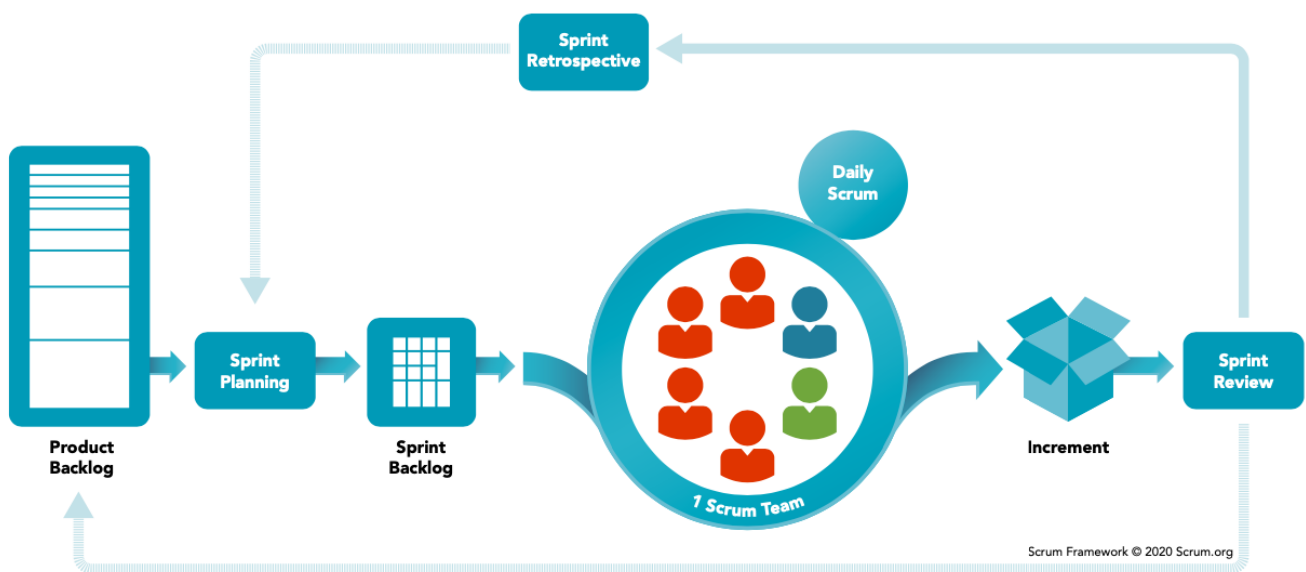 Sprint
Retrospective
Daily
Scrum
Sprint
Planning
Sprint
Review
Product
Backlog
Sprint
Backlog
Increment
1 Scrum Team
Scrum Framework © 2020 Scrum.org